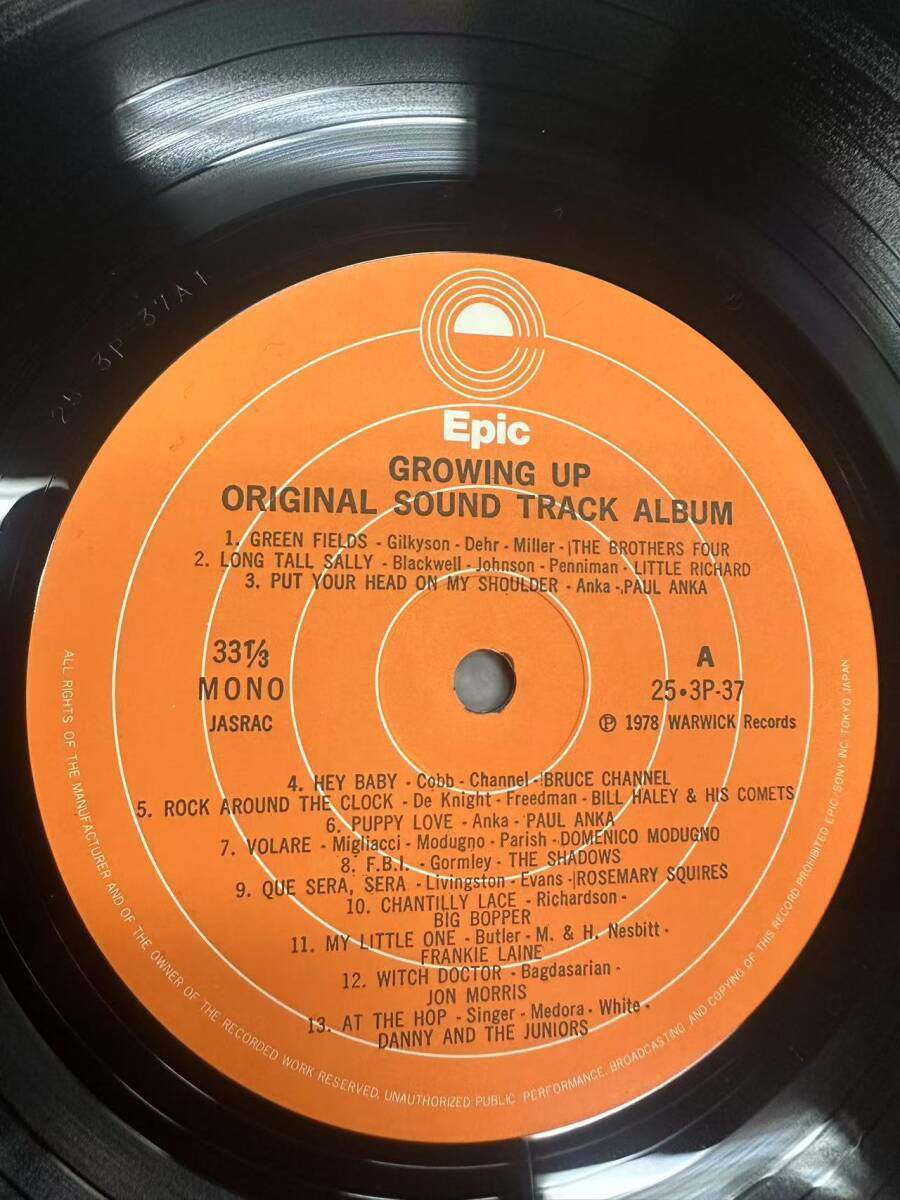 25 3P 37A1
Epic
GROWING UP
ORIGINAL SOUND TRACK ALBUM
1. GREEN FIELDS - Gilkyson - Dehr - Miller - THE BROTHERS FOUR
2. LONG TALL SALLY - Blackwell - Johnson - Penniman - LITTLE RICHARD
3. PUT YOUR HEAD ON MY SHOULDER - Anka - PAUL ANKA
33 1/3
MONO
JASRAC
A
25・3P-37
Ⓟ 1978 WARWICK Records
4. HEY BABY - Cobb - Channel - BRUCE CHANNEL
5. ROCK AROUND THE CLOCK - De Knight - Freedman - BILL HALEY & HIS COMETS
6. PUPPY LOVE - Anka - PAUL ANKA
7. VOLARE - Migliacci - Modugno - Parish - DOMENICO MODUGNO
8. F.B.I. - Gormley - THE SHADOWS
9. QUE SERA, SERA - Livingston - Evans - ROSEMARY SQUIRES
10. CHANTILLY LACE - Richardson -
BIG BOPPER
11. MY LITTLE ONE - Butler - M. & H. Nesbitt -
FRANKIE LAINE
12. WITCH DOCTOR - Bagdasarian -
JON MORRIS
13. AT THE HOP - Singer - Medora - White -
DANNY AND THE JUNIORS
ALL RIGHTS OF THE MANUFACTURER AND OF THE OWNER OF THE RECORDED WORK RESERVED. UNAUTHORIZED PUBLIC PERFORMANCE, BROADCASTING AND COPYING OF THIS RECORD PROHIBITED EPIC/SONY INC. TOKYO JAPAN